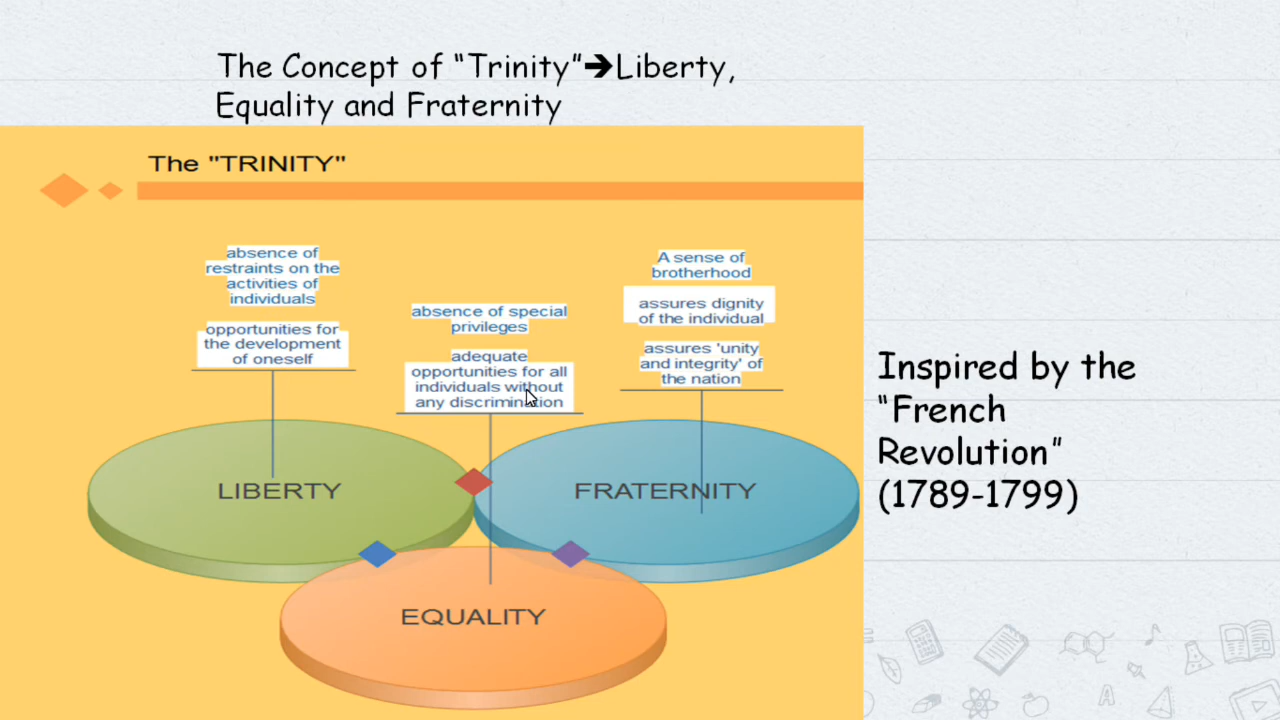 The Concept of “Trinity”➔Liberty,
Equality and Fraternity
The "TRINITY"
absence of
restraints on the
activities of
individuals
opportunities for
the development
of oneself
absence of special
privileges
adequate
opportunities for all
individuals without
any discrimination
A sense of
brotherhood
assures dignity
of the individual
assures 'unity
and integrity' of
the nation
LIBERTY
FRATERNITY
EQUALITY
Inspired by the
“French
Revolution”
(1789-1799)